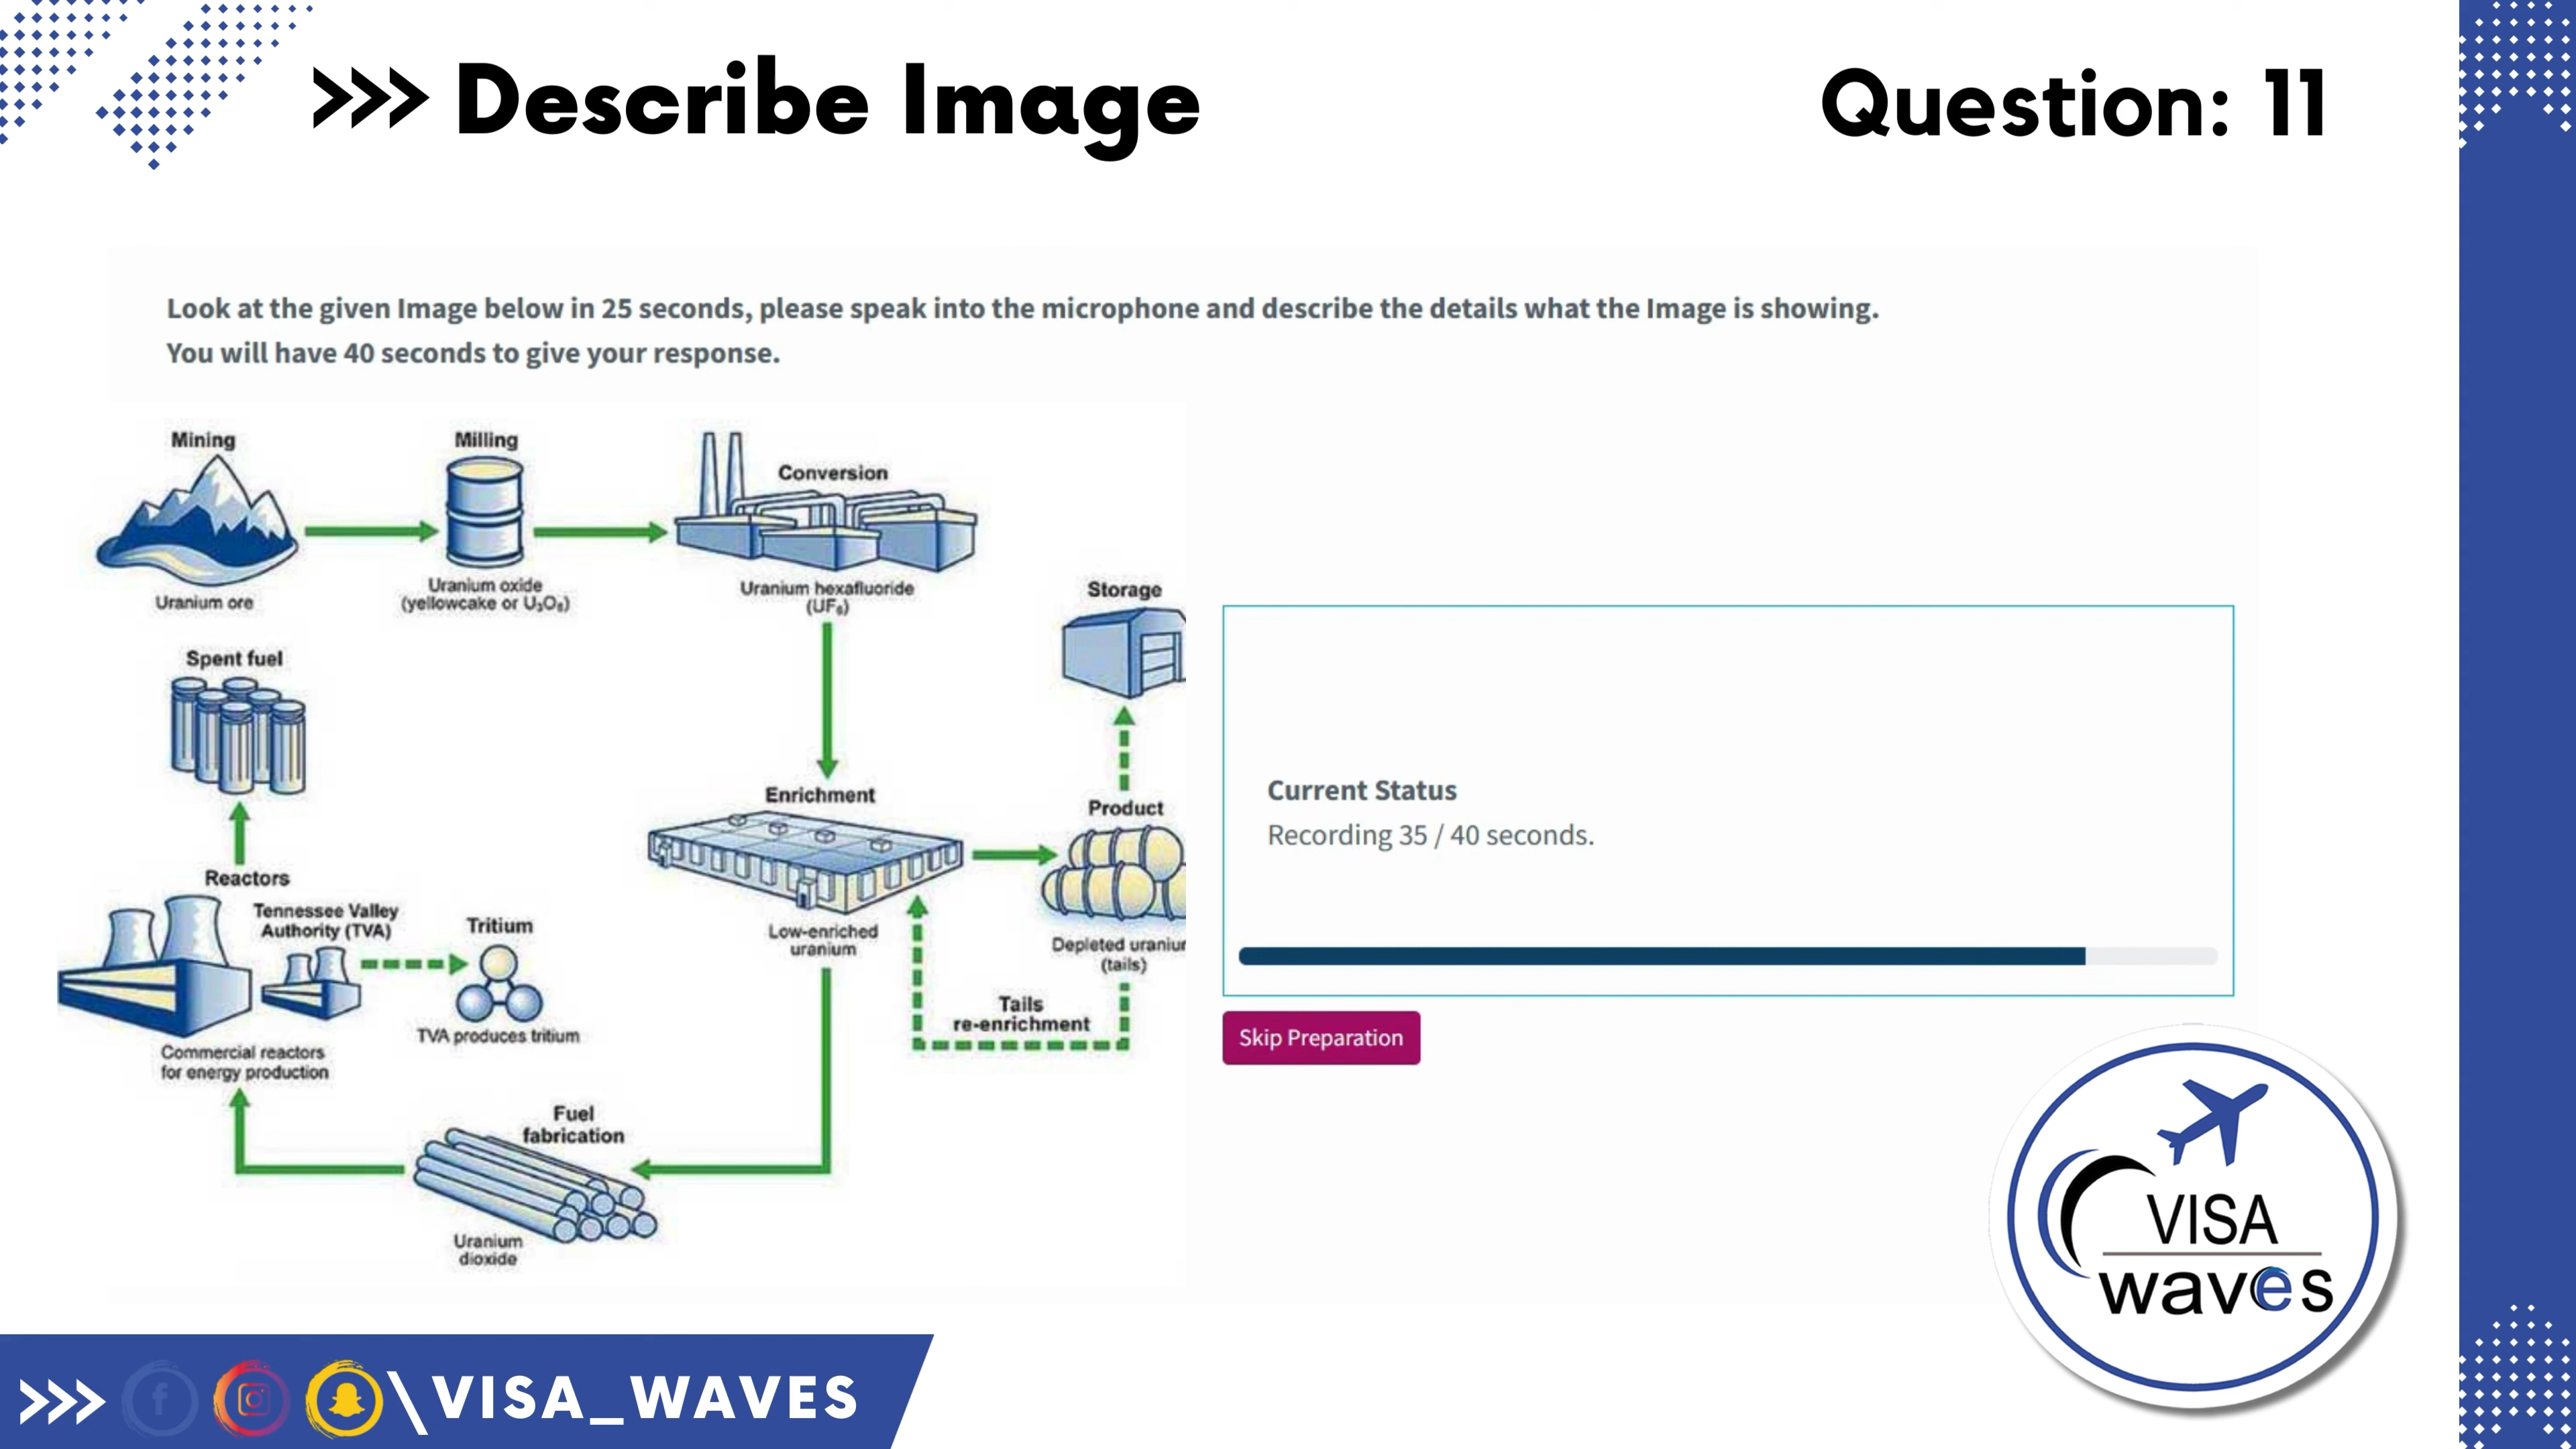 >>> Describe Image
Question: 11
Look at the given Image below in 25 seconds, please speak into the microphone and describe the details what the Image is showing.
You will have 40 seconds to give your response.
Mining
Uranium ore
Milling
Uranium oxide
(yellowcake or U₃O₈)
Conversion
Uranium hexafluoride
(UF₆)
Storage
Spent fuel
Enrichment
Low-enriched
uranium
Product
Depleted uraniu
(tails)
Tails
re-enrichment
Reactors
Tennessee Valley
Authority (TVA)
Tritium
TVA produces tritium
Commercial reactors
for energy production
Fuel
fabrication
Uranium
dioxide
Current Status
Recording 35 / 40 seconds.
Skip Preparation
VISA
waves
>>> \VISA_WAVES